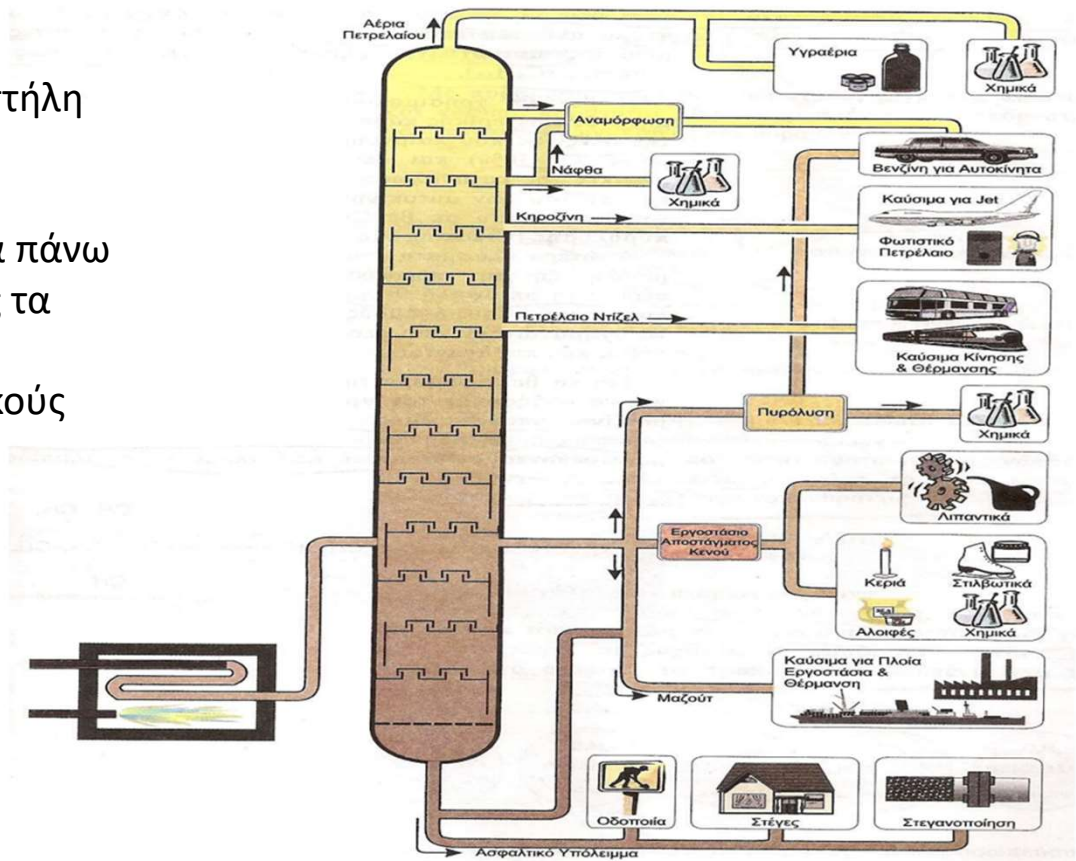 στήλη
πάνω
τα
Αέρια
Πετρελαίου
Υγραέρια
Χημικά
Αναμόρφωση
Νάφθα
Χημικά
Βενζίνη για Αυτοκίνητα
Κηροζίνη
Καύσιμα για Jet
Φωτιστικό
Πετρέλαιο
Πετρέλαιο Ντίζελ
Καύσιμα Κίνησης
& Θέρμανσης
Πυρόλυση
Χημικά
Λιπαντικά
Εργοστάσιο
Αποστάγματος
Κενού
Κεριά
Στιλβωτικά
Αλοιφές
Χημικά
Καύσιμα για Πλοία
Εργοστάσια &
Θέρμανση
Μαζούτ
Οδοποιία
Στέγες
Στεγανοποίηση
Ασφαλτικό Υπόλειμμα